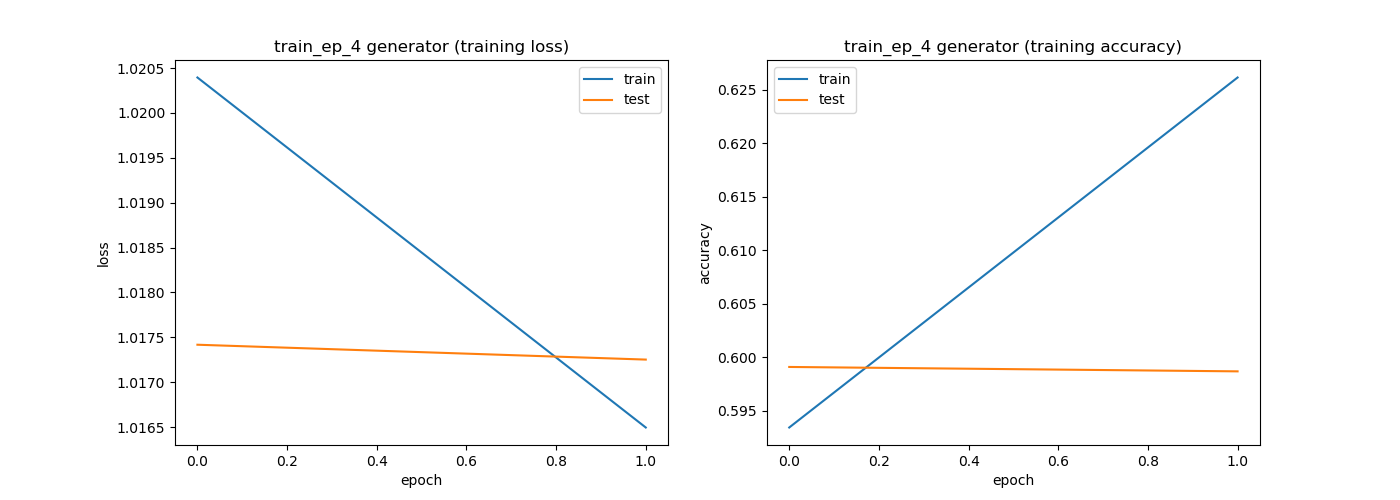 train_ep_4 generator (training loss)
1.0205
1.0200
1.0195
1.0190
1.0185
1.0180
1.0175
1.0170
1.0165
loss
train
test
0.0 0.2 0.4 0.6 0.8 1.0
epoch
train_ep_4 generator (training accuracy)
0.625
0.620
0.615
0.610
0.605
0.600
0.595
accuracy
train
test
0.0 0.2 0.4 0.6 0.8 1.0
epoch